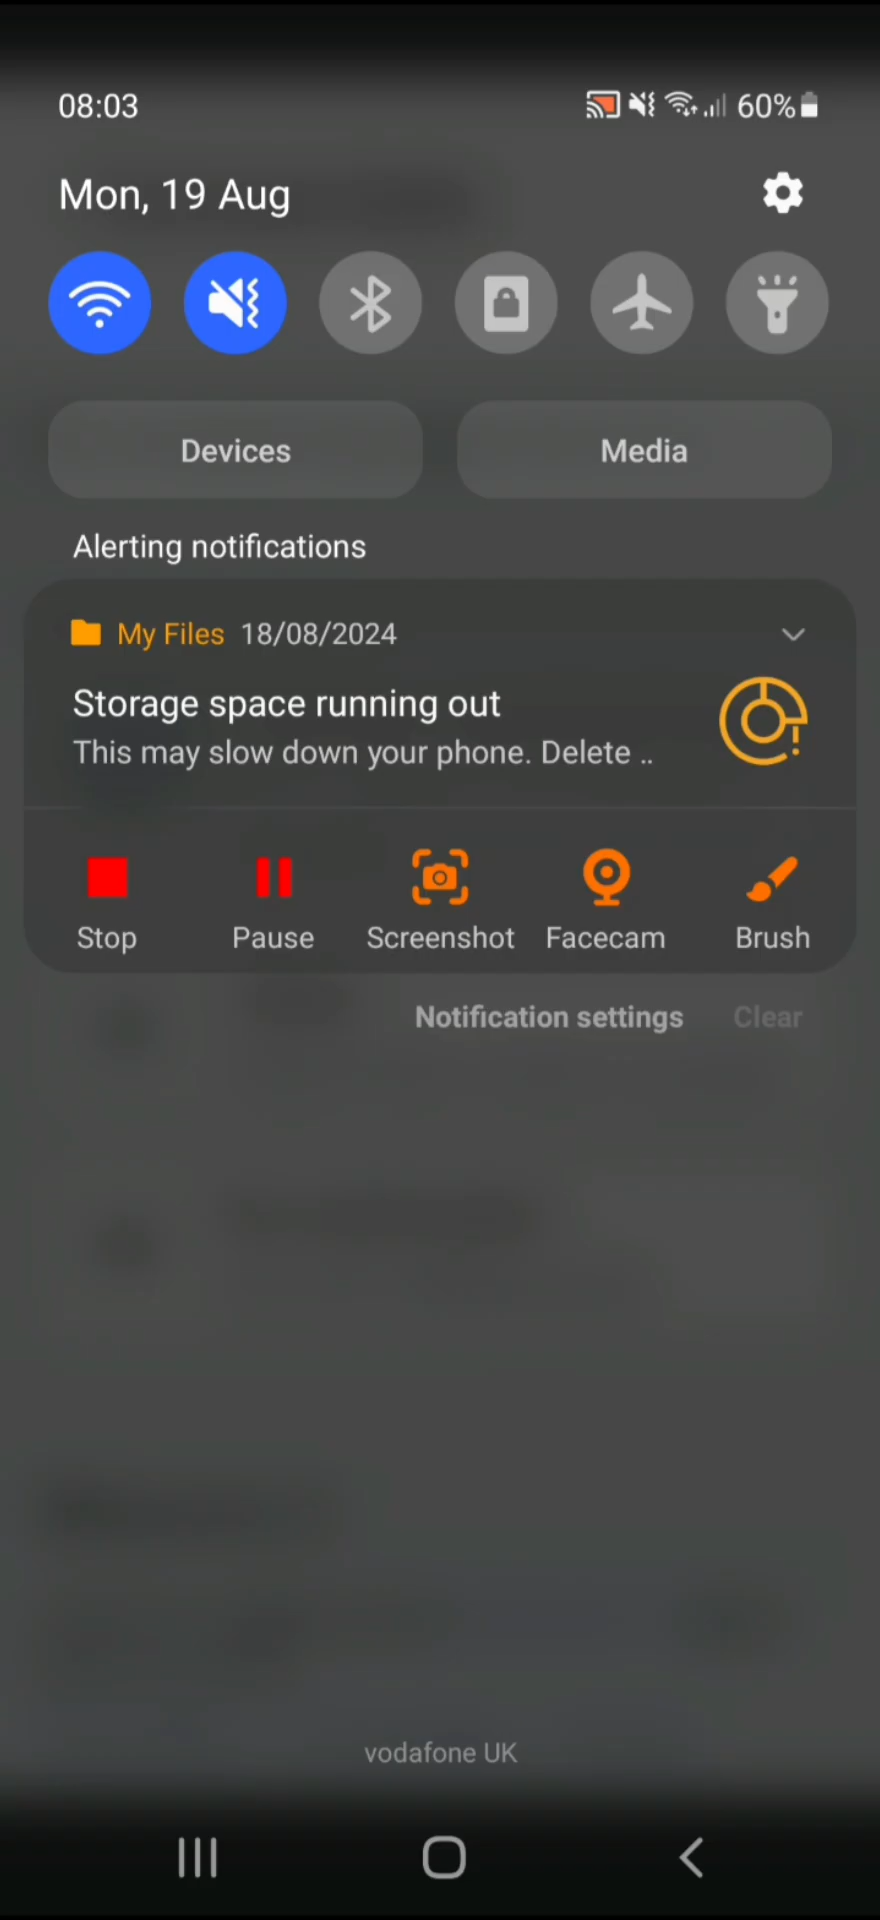 08:03 60%
Mon, 19 Aug
Devices Media
Alerting notifications
My Files 18/08/2024
Storage space running out
This may slow down your phone. Delete ..
Stop Pause Screenshot Facecam Brush
Notification settings Clear
vodafone UK